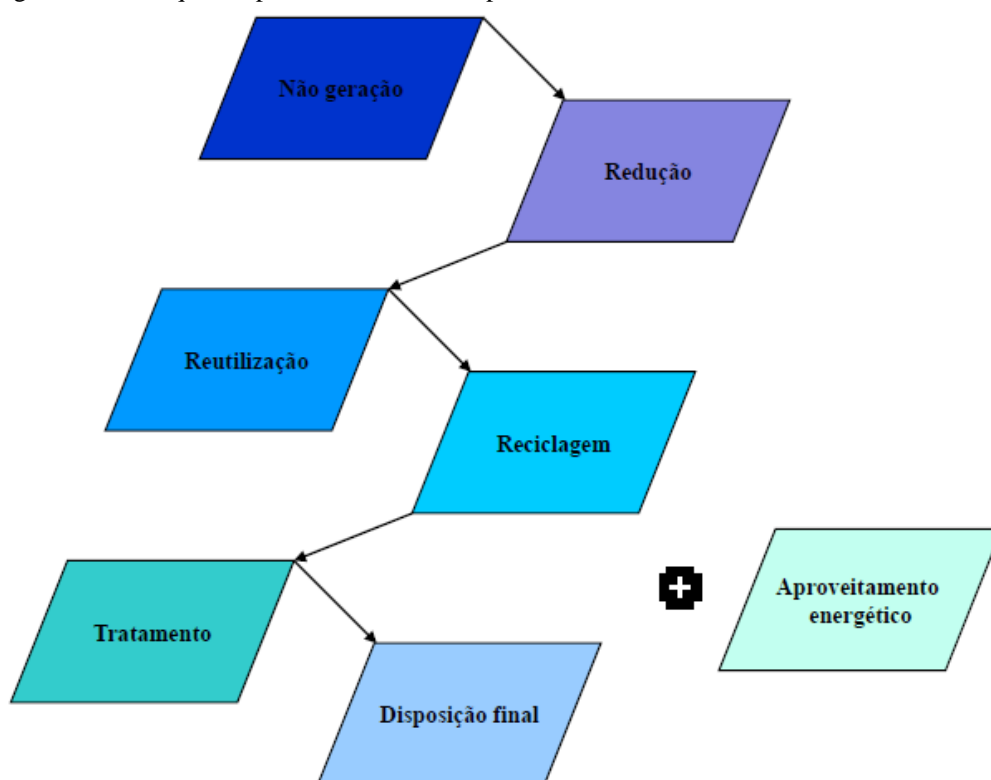 Não geração
Redução
Reutilização
Reciclagem
Aproveitamento
energético
Tratamento
Disposição final